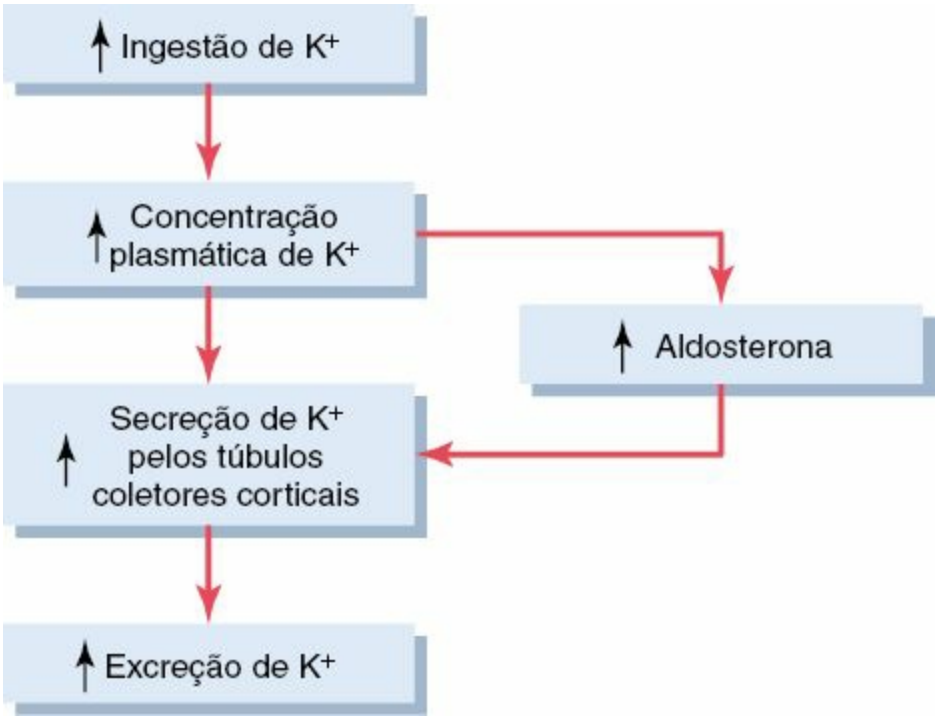 ↑ Ingestão de K⁺
Concentração
↑ plasmática de K⁺
↑ Aldosterona
Secreção de K⁺
↑ pelos túbulos
coletores corticais
↑ Excreção de K⁺